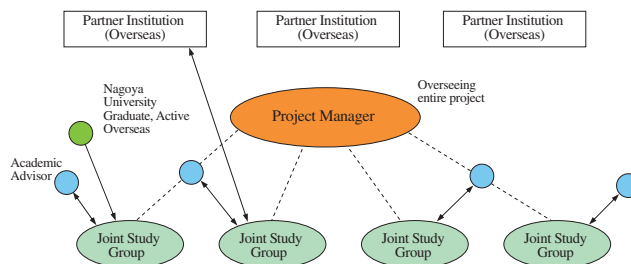 Partner Institution
(Overseas)
Partner Institution
(Overseas)
Partner Institution
(Overseas)
Nagoya
University
Graduate, Active
Overseas
Overseeing
entire project
Project Manager
Academic
Advisor
Joint Study
Group
Joint Study
Group
Joint Study
Group
Joint Study
Group